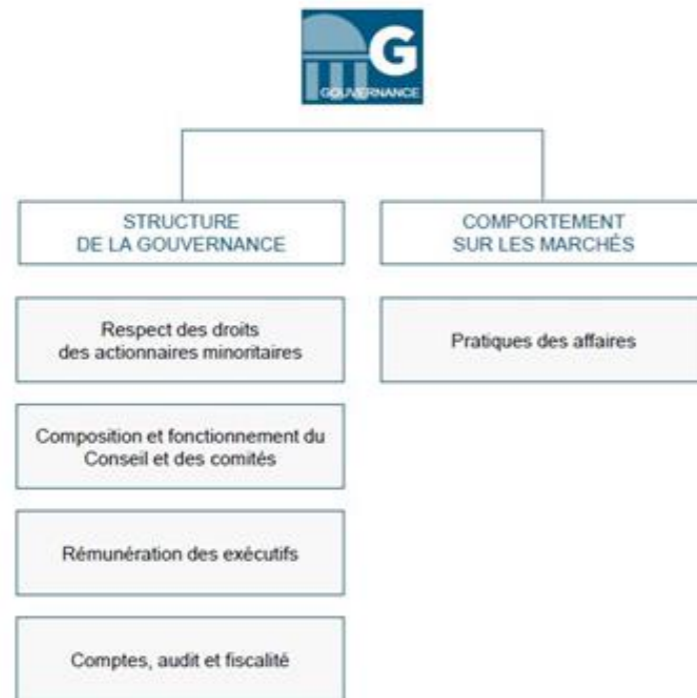 G
GOUVERNANCE
STRUCTURE
DE LA GOUVERNANCE
COMPORTEMENT
SUR LES MARCHÉS
Respect des droits
des actionnaires minoritaires
Pratiques des affaires
Composition et fonctionnement du
Conseil et des comités
Rémunération des exécutifs
Comptes, audit et fiscalité